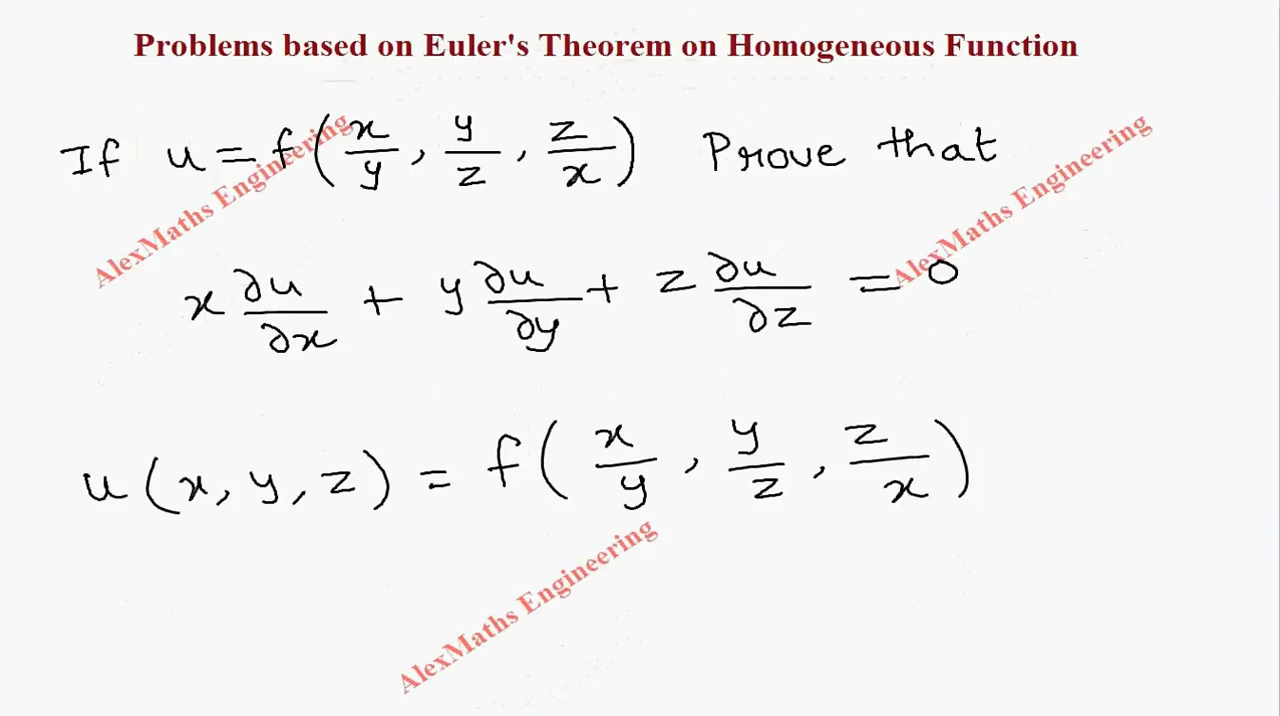 Problems based on Euler's Theorem on Homogeneous Function
If u = f(x/y, y/z, z/x) Prove that
AlexMaths Engineering
AlexMaths Engineering
x ∂u/∂x + y ∂u/∂y + z ∂u/∂z = 0
u(x, y, z) = f(x/y, y/z, z/x)
AlexMaths Engineering